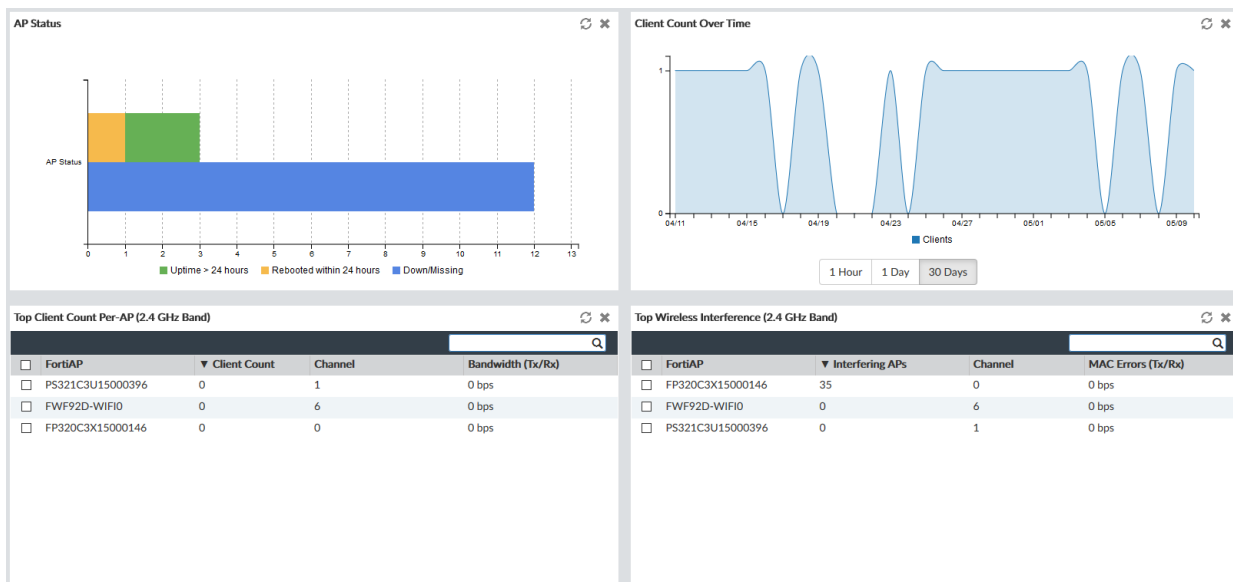 AP Status
AP Status
0 1 2 3 4 5 6 7 8 9 10 11 12 13
Uptime > 24 hours Rebooted within 24 hours Down/Missing
Client Count Over Time
1
0
04/11 04/15 04/19 04/23 04/27 05/01 05/05 05/09
Clients
1 Hour 1 Day 30 Days
Top Client Count Per-AP (2.4 GHz Band)
FortiAP ▼ Client Count Channel Bandwidth (Tx/Rx)
PS321C3U15000396 0 1 0 bps
FWF92D-WIFI0 0 6 0 bps
FP320C3X15000146 0 0 0 bps
Top Wireless Interference (2.4 GHz Band)
FortiAP ▼ Interfering APs Channel MAC Errors (Tx/Rx)
FP320C3X15000146 35 0 0 bps
FWF92D-WIFI0 0 6 0 bps
PS321C3U15000396 0 1 0 bps